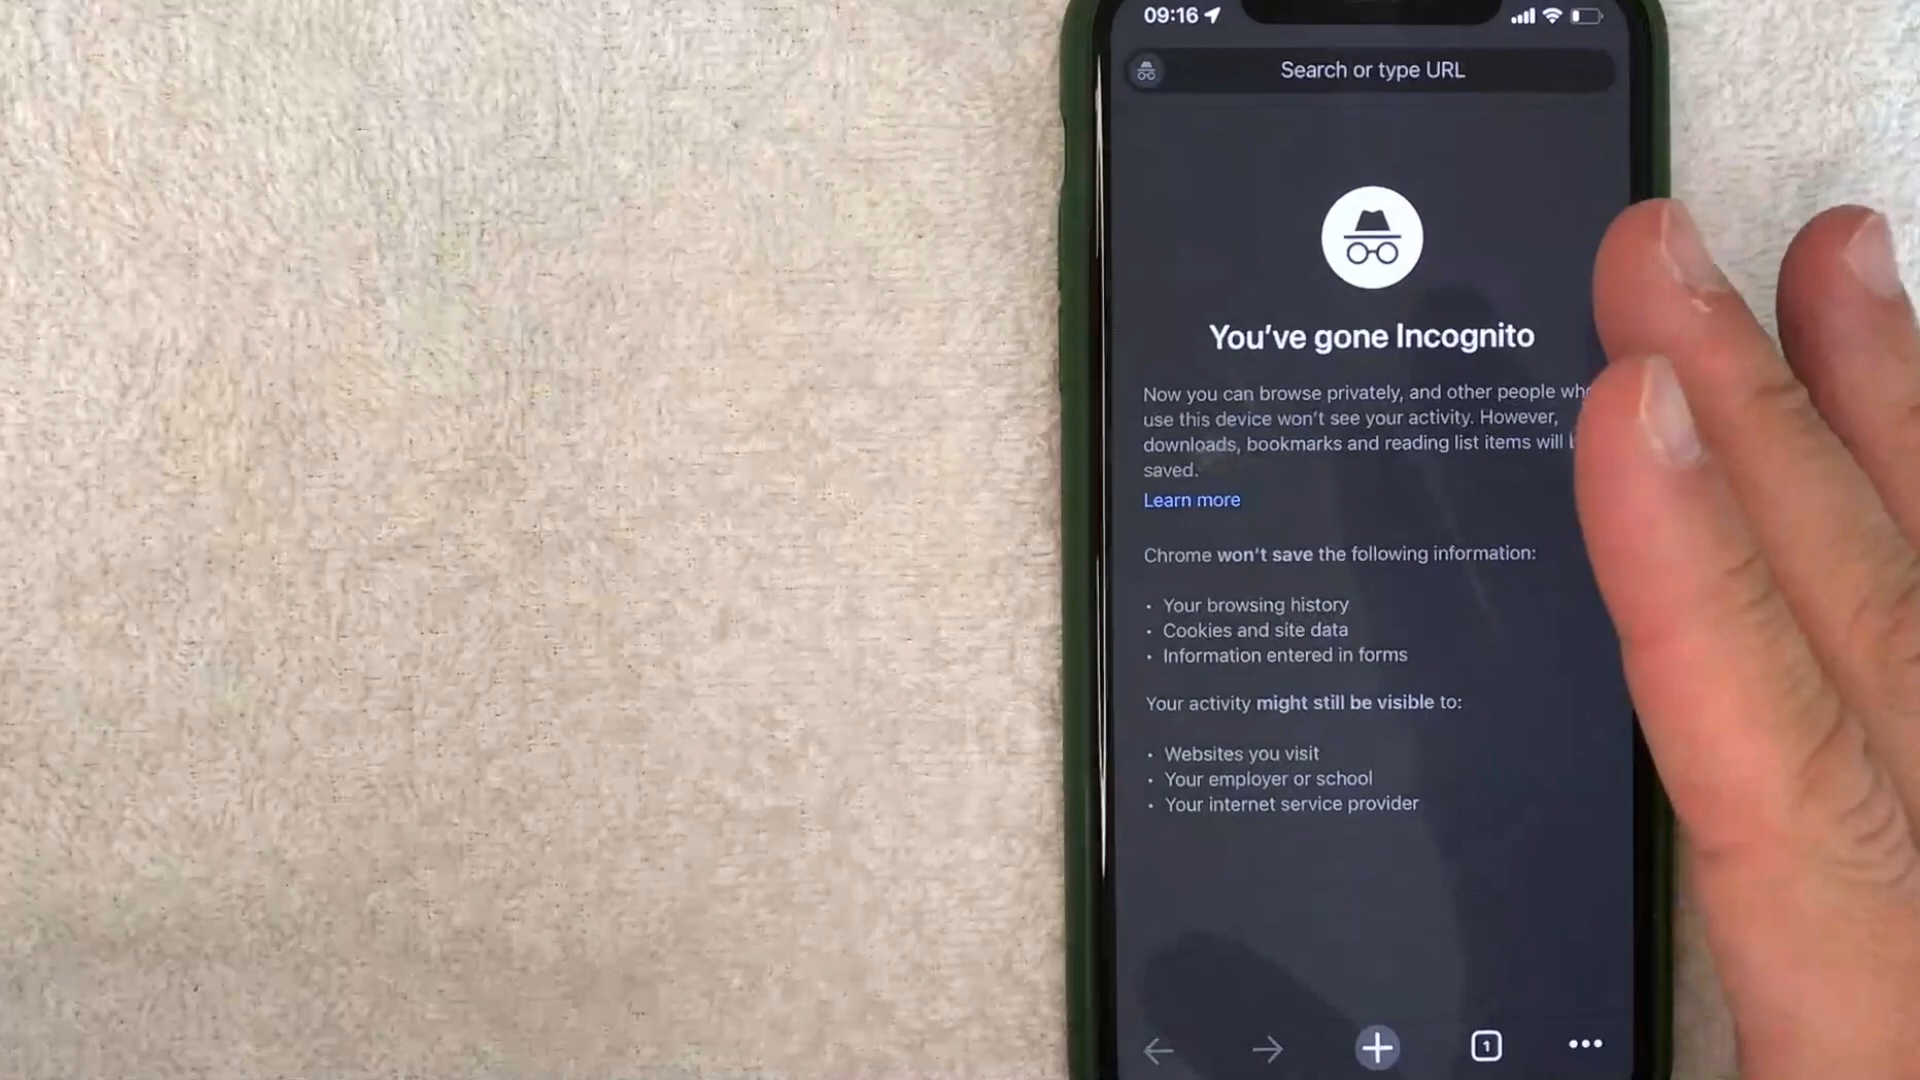 09:16
Search or type URL
You've gone Incognito
Now you can browse privately, and other people
use this device won't see your activity. However,
downloads, bookmarks and reading list items will
saved.
Learn more
Chrome won't save the following information:
• Your browsing history
• Cookies and site data
• Information entered in forms
Your activity might still be visible to:
• Websites you visit
• Your employer or school
• Your internet service provider
1